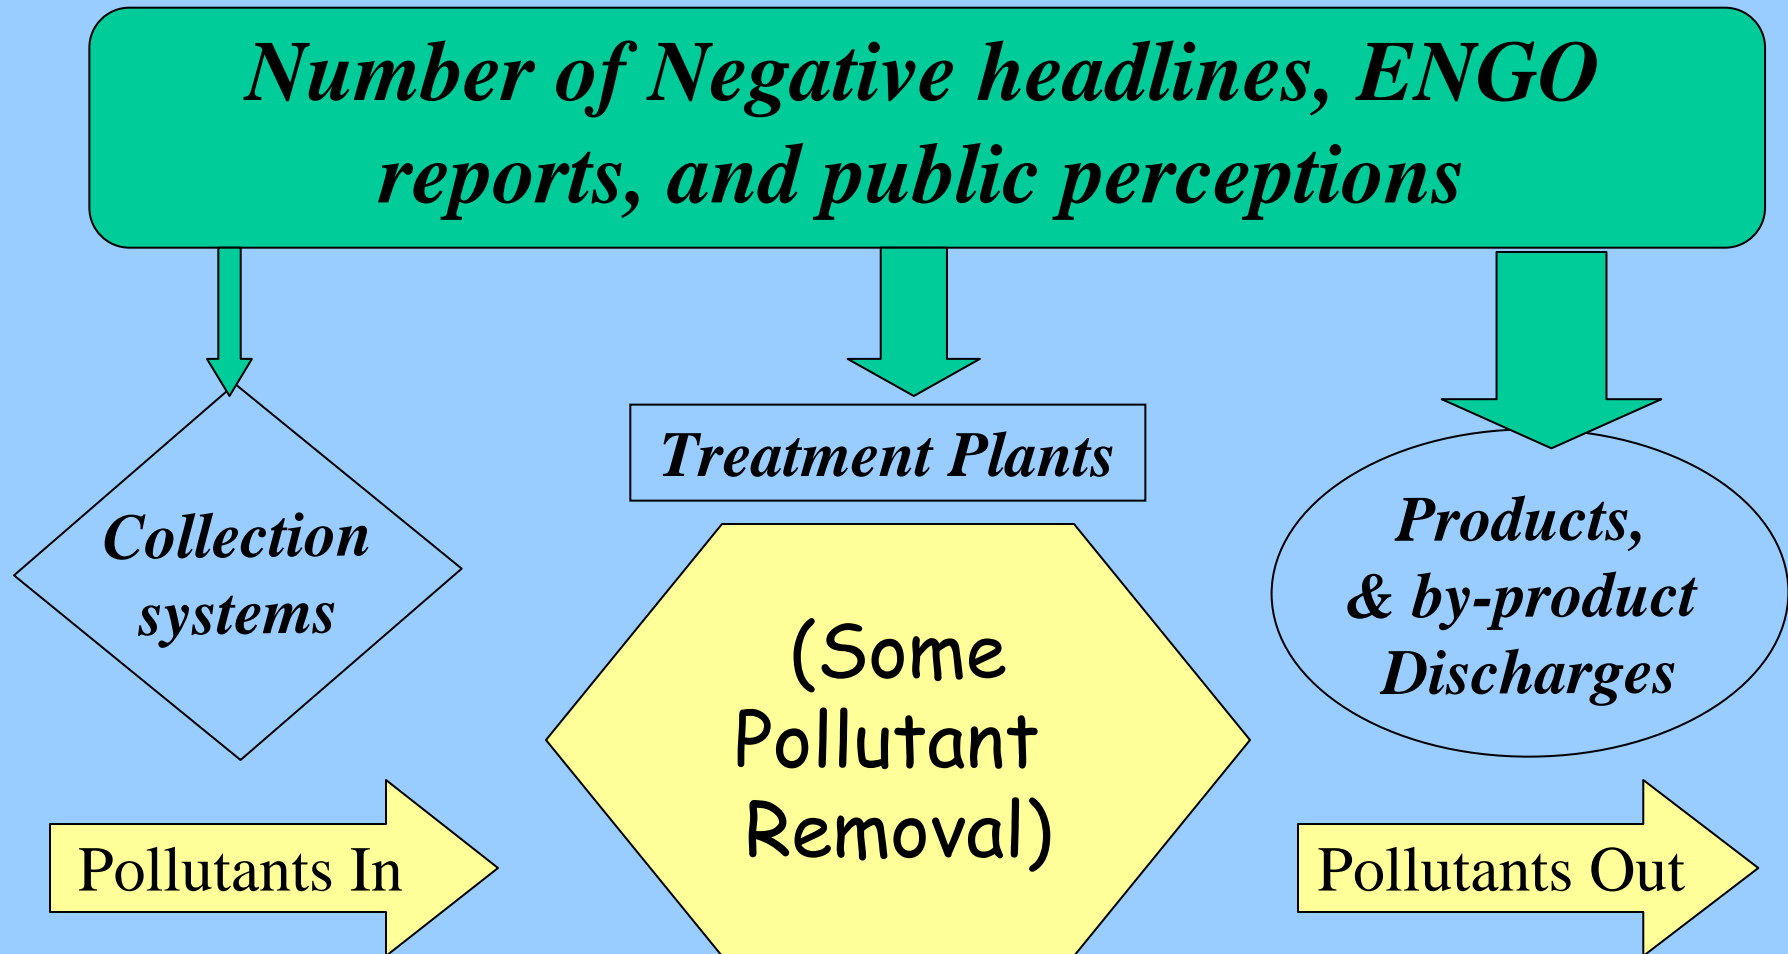 Number of Negative headlines, ENGO
reports, and public perceptions
Treatment Plants
Collection
systems
Products,
& by-product
Discharges
(Some
Pollutant
Removal)
Pollutants In
Pollutants Out